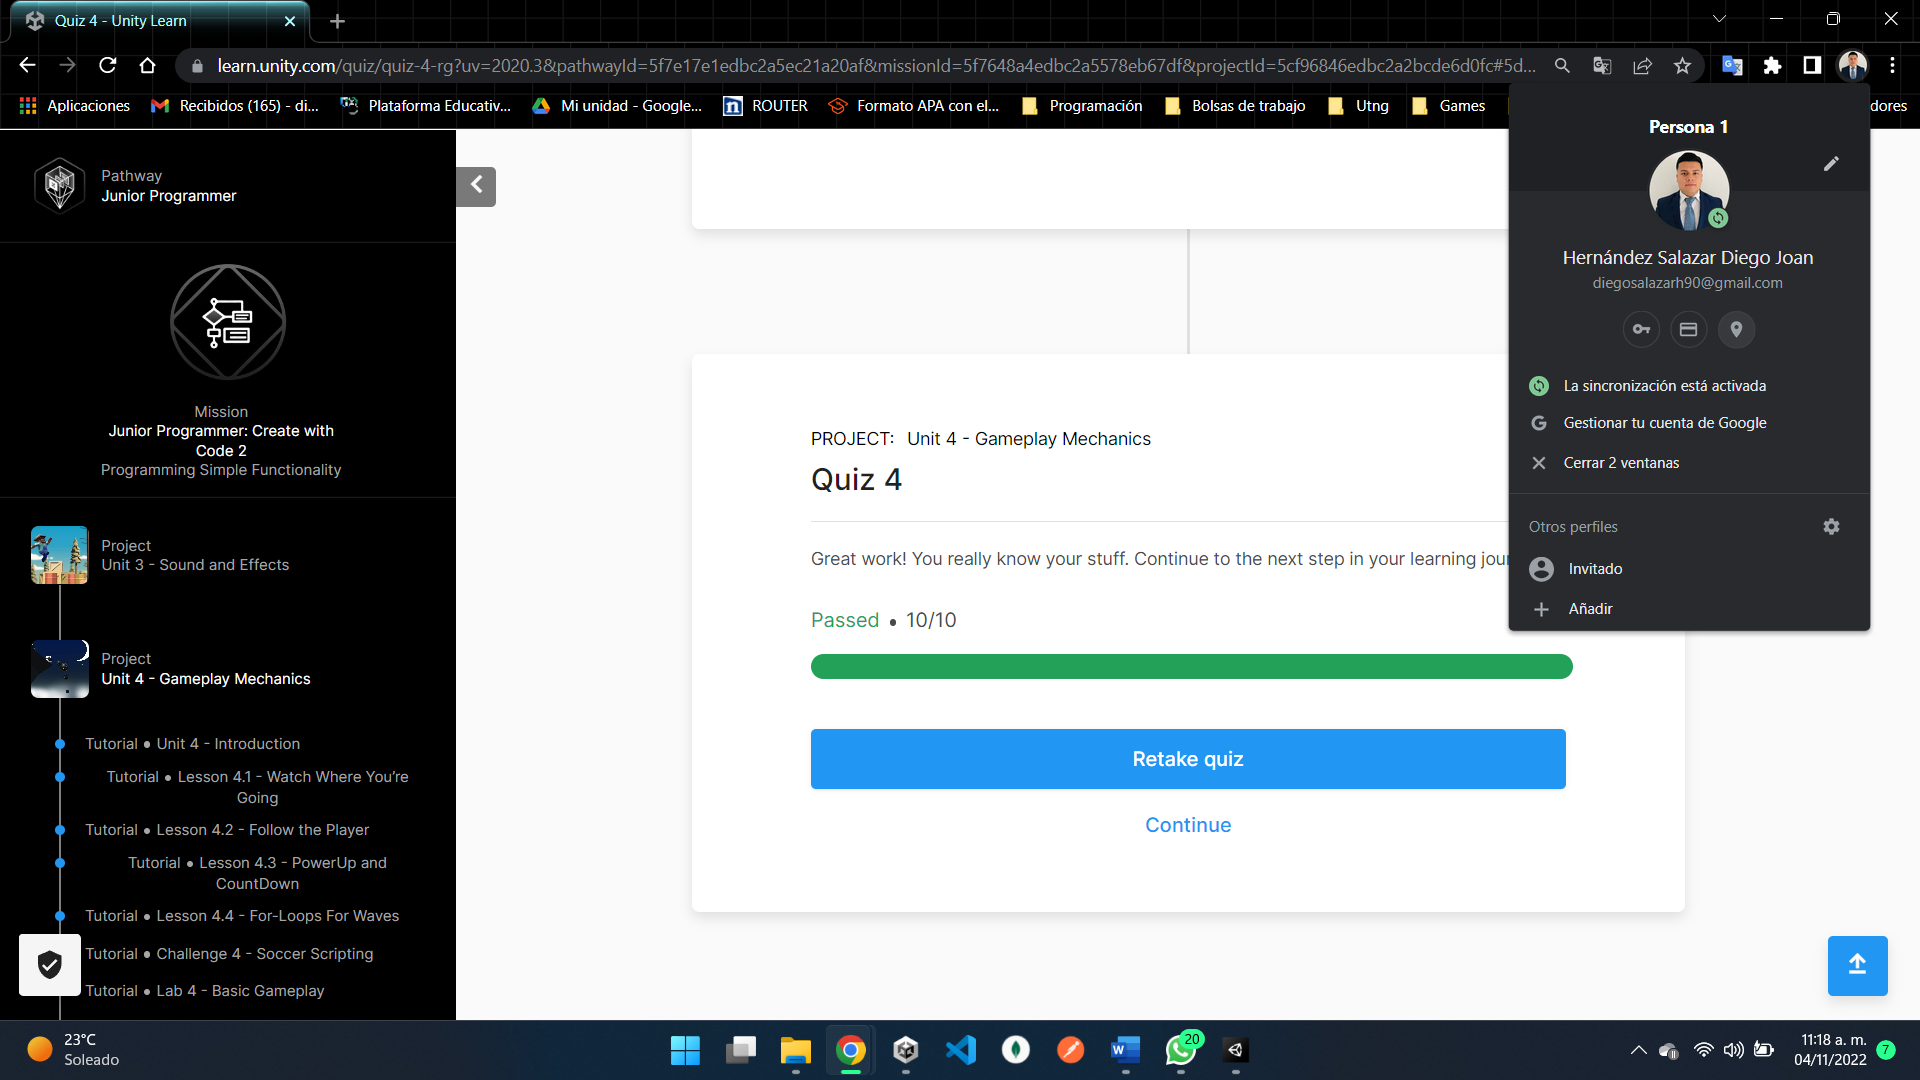 Quiz 4 - Unity Learn
learn.unity.com/quiz/quiz-4-rg?uv=2020.3&pathwayId=5f7e17e1edbc2a5ec21a20af&missionId=5f7648a4edbc2a5578eb67df&projectId=5cf96846edbc2a2bcde6d0fc#5d...
Aplicaciones
Recibidos (165) - di...
Plataforma Educativ...
Mi unidad - Google...
ROUTER
Formato APA con el...
Programación
Bolsas de trabajo
Utng
Games
dores
Pathway
Junior Programmer
Mission
Junior Programmer: Create with
Code 2
Programming Simple Functionality
Project
Unit 3 - Sound and Effects
Project
Unit 4 - Gameplay Mechanics
Tutorial • Unit 4 - Introduction
Tutorial • Lesson 4.1 - Watch Where You’re
Going
Tutorial • Lesson 4.2 - Follow the Player
Tutorial • Lesson 4.3 - PowerUp and
CountDown
Tutorial • Lesson 4.4 - For-Loops For Waves
Tutorial • Challenge 4 - Soccer Scripting
Tutorial • Lab 4 - Basic Gameplay
PROJECT: Unit 4 - Gameplay Mechanics
Quiz 4
Great work! You really know your stuff. Continue to the next step in your learning jour
Passed • 10/10
Retake quiz
Continue
Persona 1
Hernández Salazar Diego Joan
diegosalazarh90@gmail.com
La sincronización está activada
Gestionar tu cuenta de Google
Cerrar 2 ventanas
Otros perfiles
Invitado
Añadir
23°C
Soleado
20
11:18 a. m.
04/11/2022
7